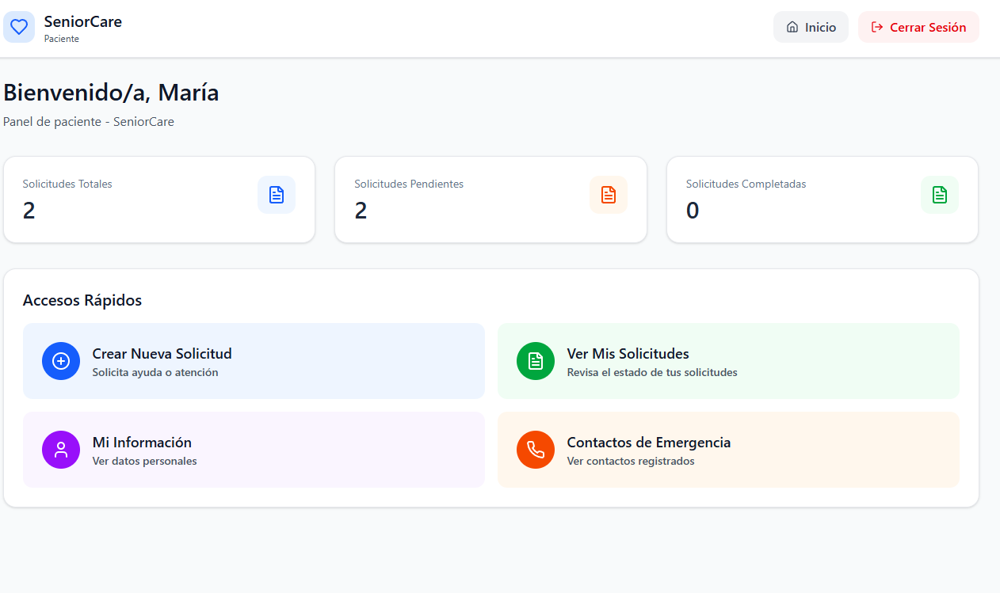 SeniorCare
Paciente
Inicio
Cerrar Sesión
Bienvenido/a, María
Panel de paciente - SeniorCare
Solicitudes Totales
2
Solicitudes Pendientes
2
Solicitudes Completadas
0
Accesos Rápidos
Crear Nueva Solicitud
Solicita ayuda o atención
Ver Mis Solicitudes
Revisa el estado de tus solicitudes
Mi Información
Ver datos personales
Contactos de Emergencia
Ver contactos registrados